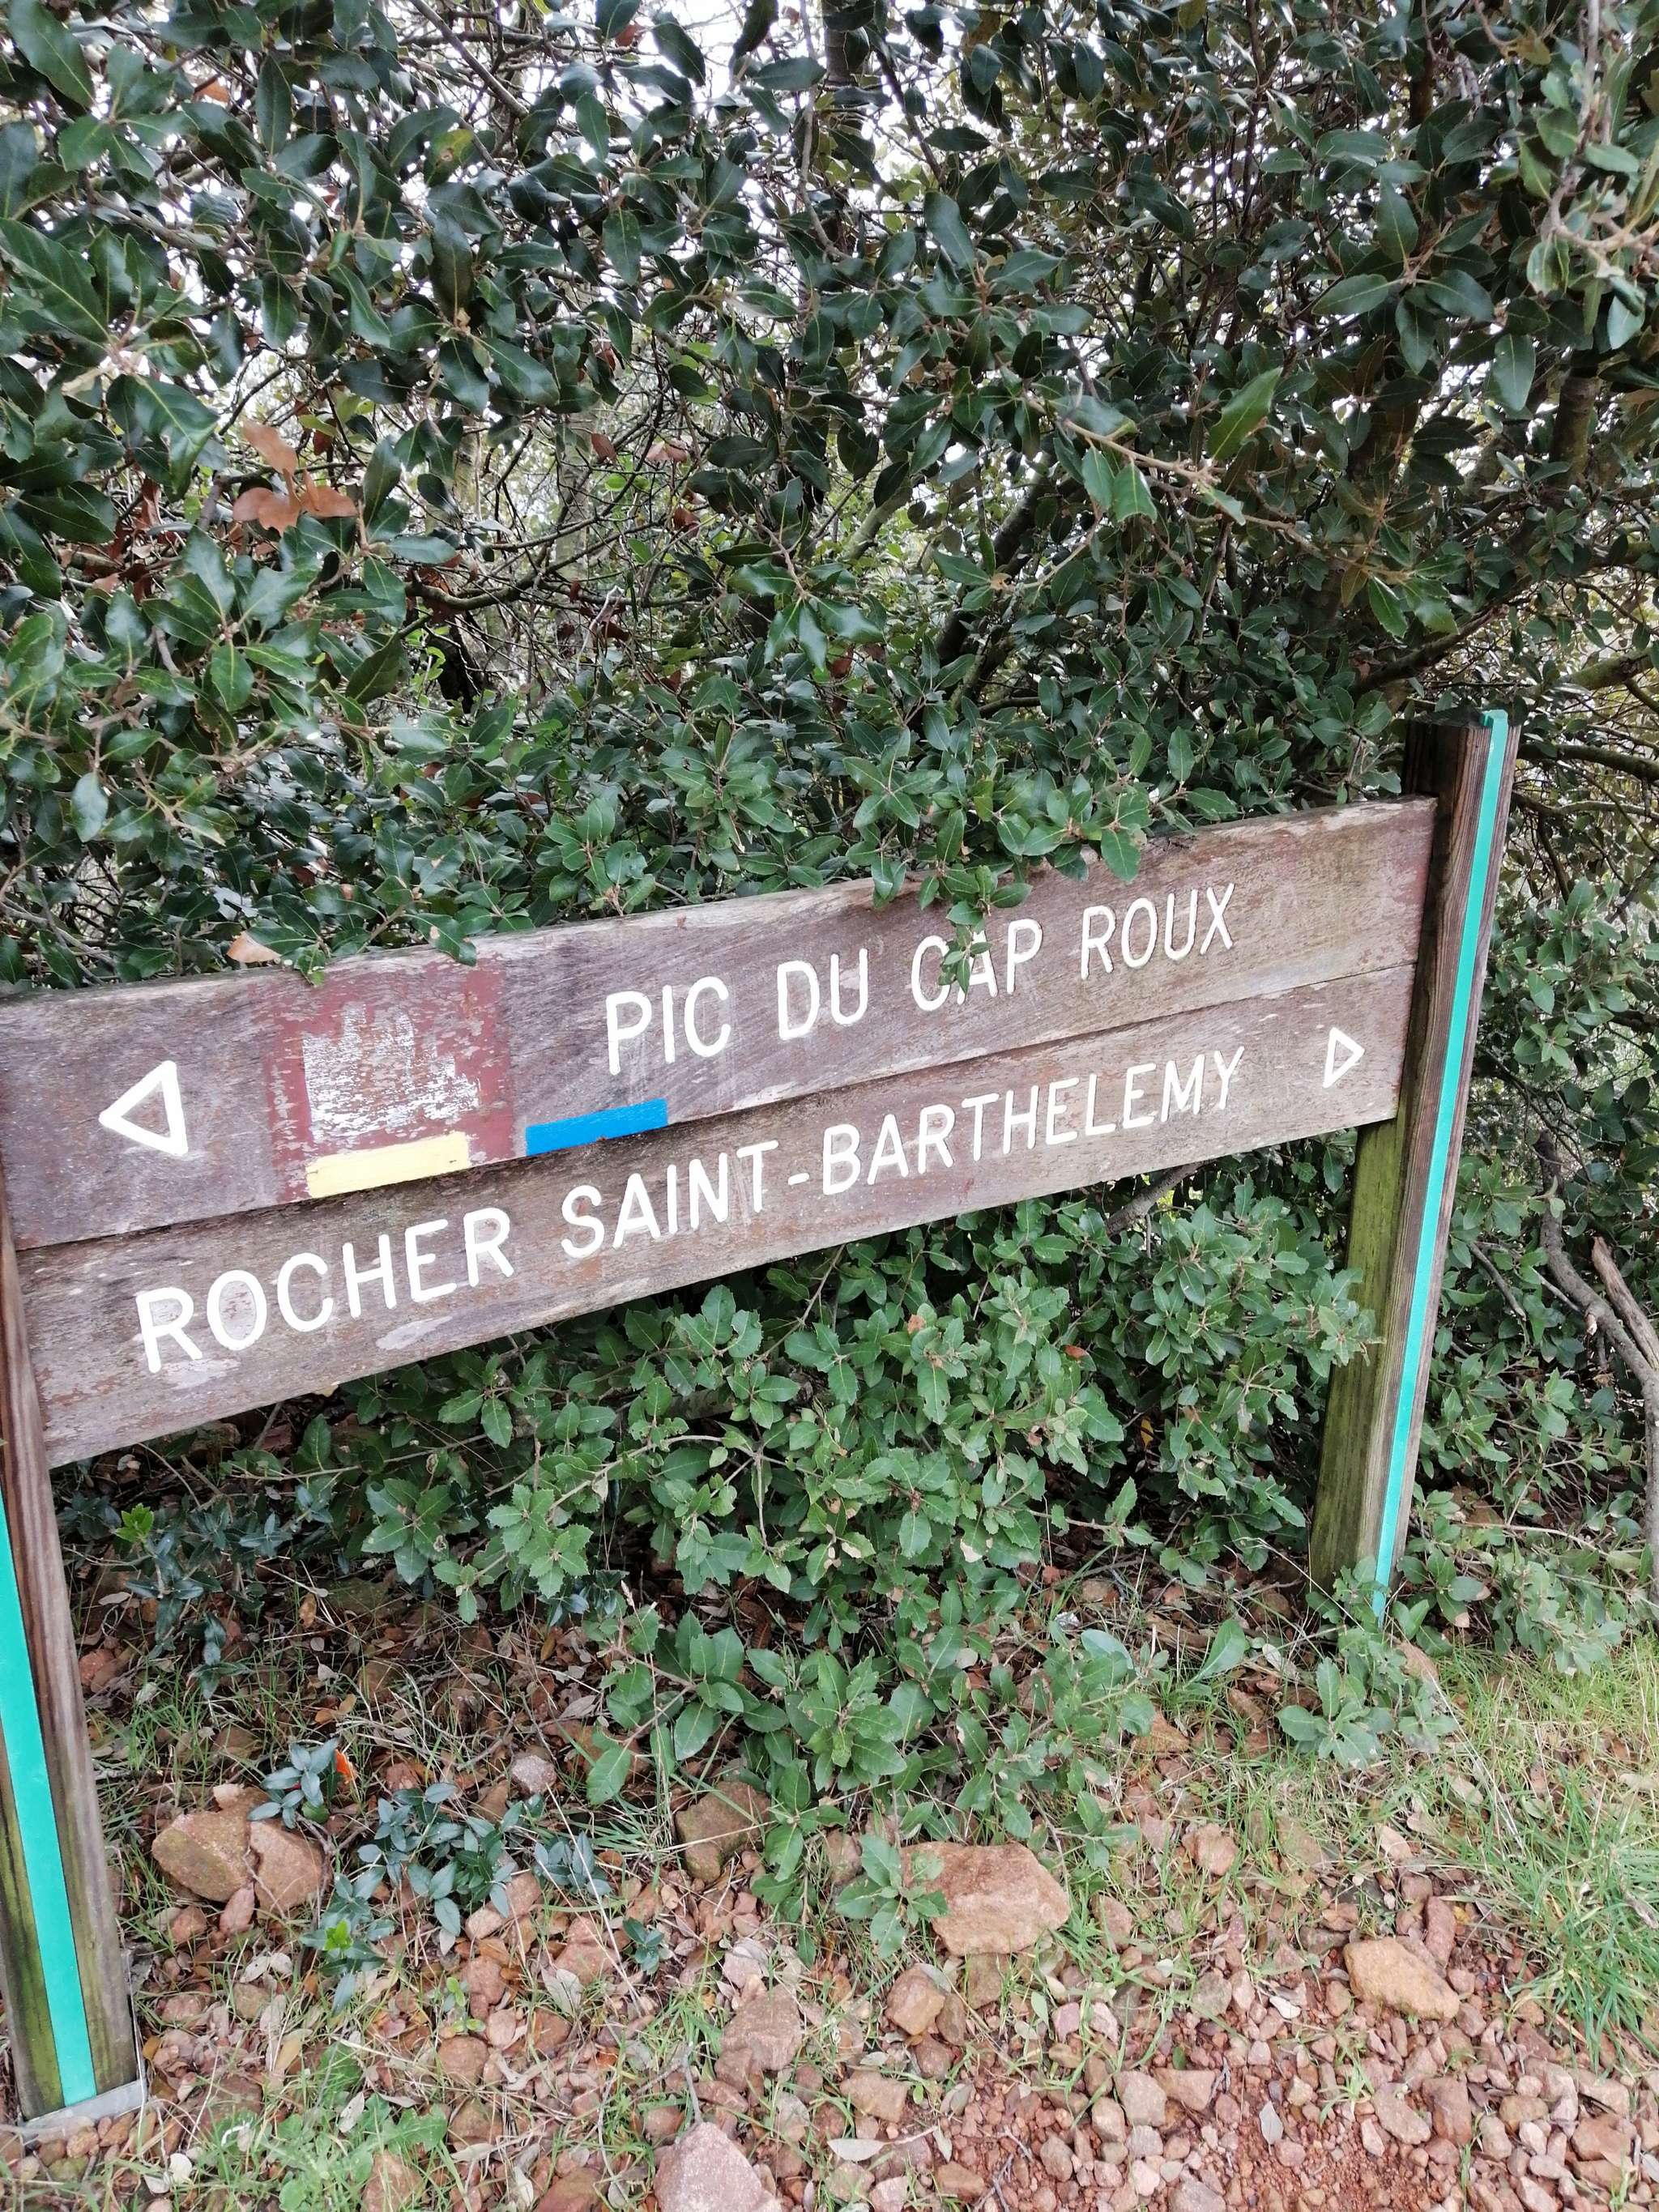 PIC DU CAP ROUX
ROCHER SAINT-BARTHELEMY